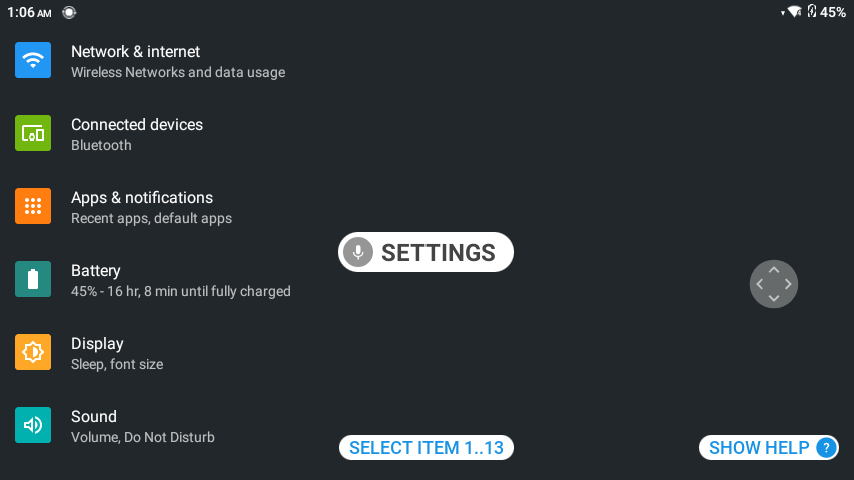 1:06 AM
45%
Network & internet
Wireless Networks and data usage
Connected devices
Bluetooth
Apps & notifications
Recent apps, default apps
SETTINGS
Battery
45% - 16 hr, 8 min until fully charged
Display
Sleep, font size
Sound
Volume, Do Not Disturb
SELECT ITEM 1..13
SHOW HELP ?